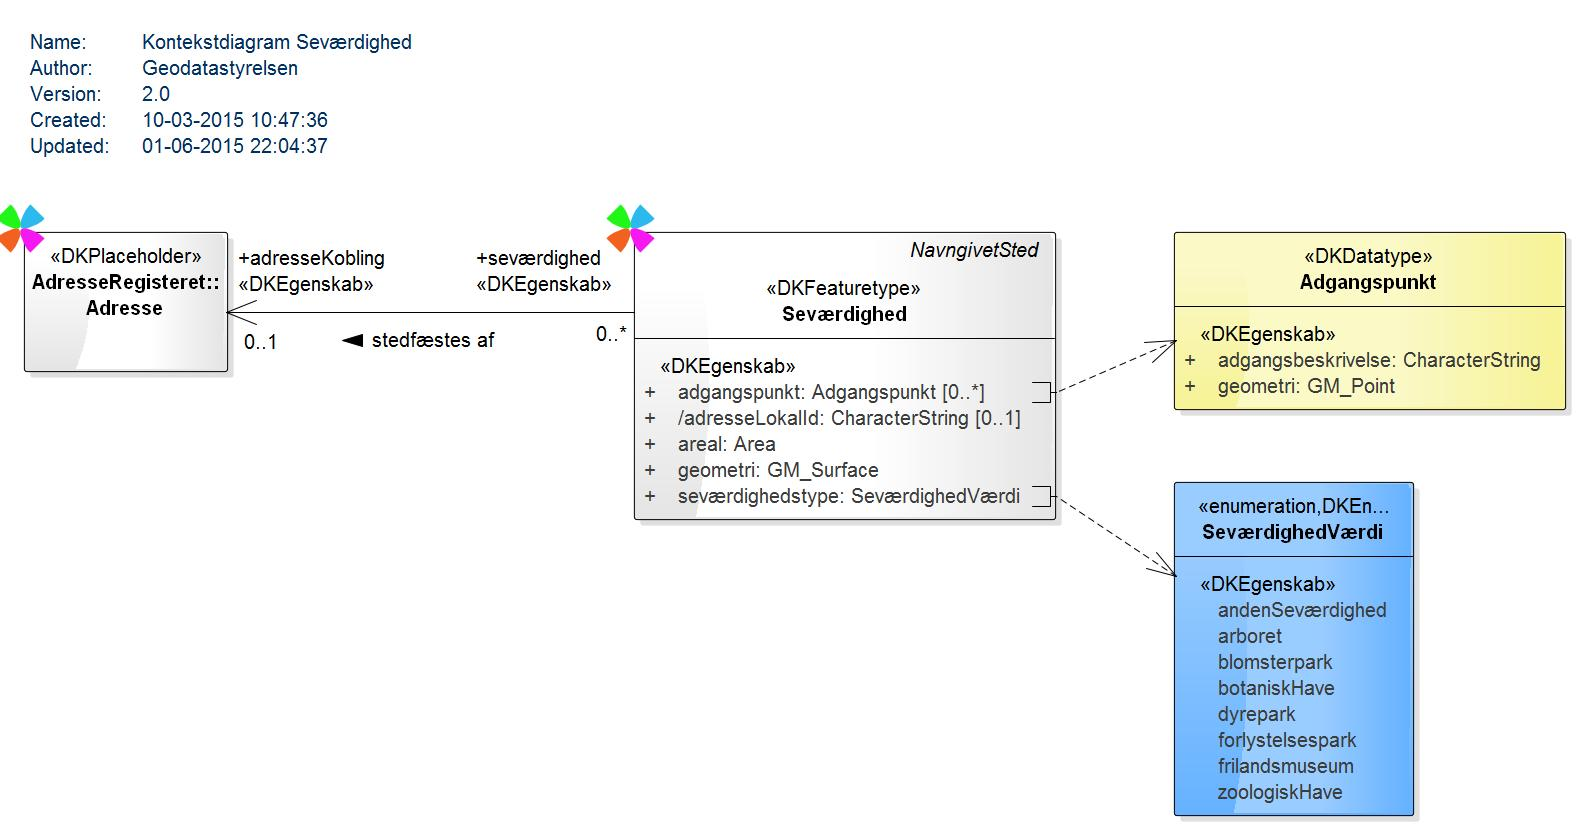 Name: Kontekstdiagram Seværdighed
Author: Geodatastyrelsen
Version: 2.0
Created: 10-03-2015 10:47:36
Updated: 01-06-2015 22:04:37
«DKPlaceholder»
AdresseRegisteret::
Adresse
+adresseKobling
«DKEgenskab»
0..1
◄ stedfæstes af
+seværdighed
«DKEgenskab»
0..*
NavngivetSted
«DKFeaturetype»
Seværdighed
«DKEgenskab»
+ adgangspunkt: Adgangspunkt [0..*]
+ /adresseLokalId: CharacterString [0..1]
+ areal: Area
+ geometri: GM_Surface
+ seværdighedstype: SeværdighedVærdi
«DKDatatype»
Adgangspunkt
«DKEgenskab»
+ adgangsbeskrivelse: CharacterString
+ geometri: GM_Point
«enumeration,DKEn...
SeværdighedVærdi
«DKEgenskab»
andenSeværdighed
arboret
blomsterpark
botaniskHave
dyrepark
forlystelsespark
frilandsmuseum
zoologiskHave